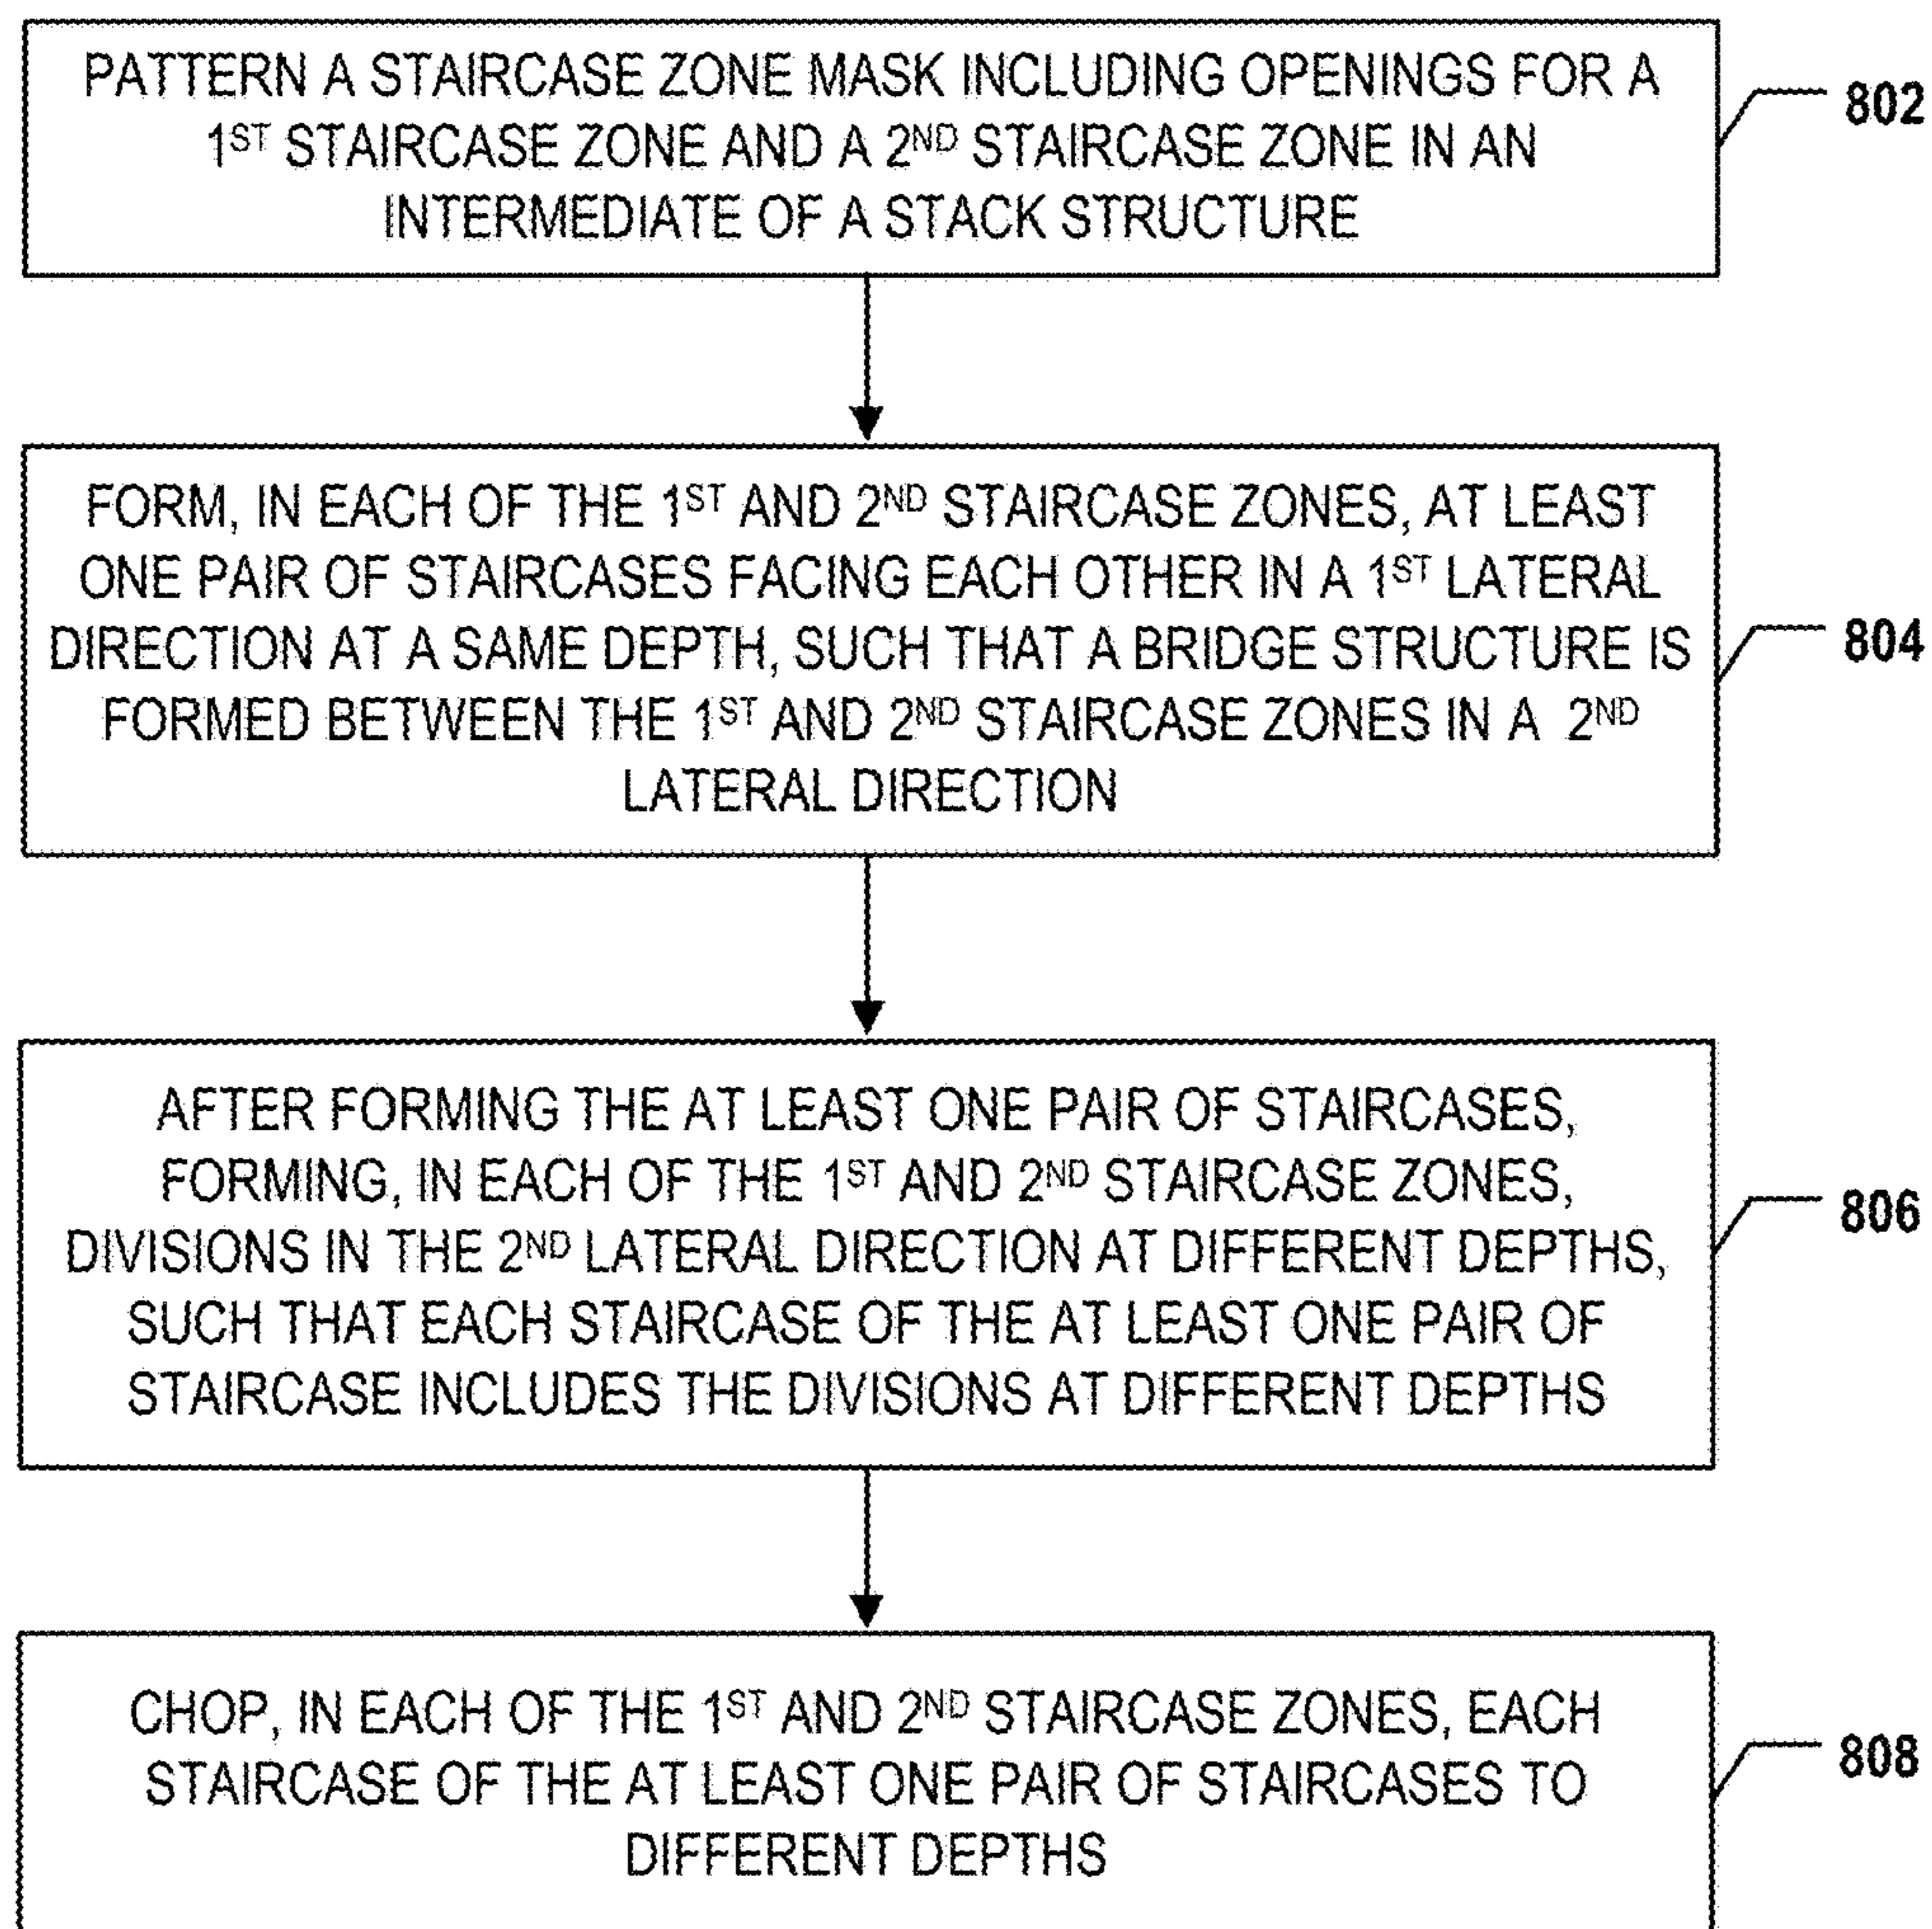 PATTERN A STAIRCASE ZONE MASK INCLUDING OPENINGS FOR A
1ST STAIRCASE ZONE AND A 2ND STAIRCASE ZONE IN AN
INTERMEDIATE OF A STACK STRUCTURE
802
FORM, IN EACH OF THE 1ST AND 2ND STAIRCASE ZONES, AT LEAST
ONE PAIR OF STAIRCASES FACING EACH OTHER IN A 1ST LATERAL
DIRECTION AT A SAME DEPTH, SUCH THAT A BRIDGE STRUCTURE IS
FORMED BETWEEN THE 1ST AND 2ND STAIRCASE ZONES IN A 2ND
LATERAL DIRECTION
804
AFTER FORMING THE AT LEAST ONE PAIR OF STAIRCASES,
FORMING, IN EACH OF THE 1ST AND 2ND STAIRCASE ZONES,
DIVISIONS IN THE 2ND LATERAL DIRECTION AT DIFFERENT DEPTHS,
SUCH THAT EACH STAIRCASE OF THE AT LEAST ONE PAIR OF
STAIRCASE INCLUDES THE DIVISIONS AT DIFFERENT DEPTHS
806
CHOP, IN EACH OF THE 1ST AND 2ND STAIRCASE ZONES, EACH
STAIRCASE OF THE AT LEAST ONE PAIR OF STAIRCASES TO
DIFFERENT DEPTHS
808